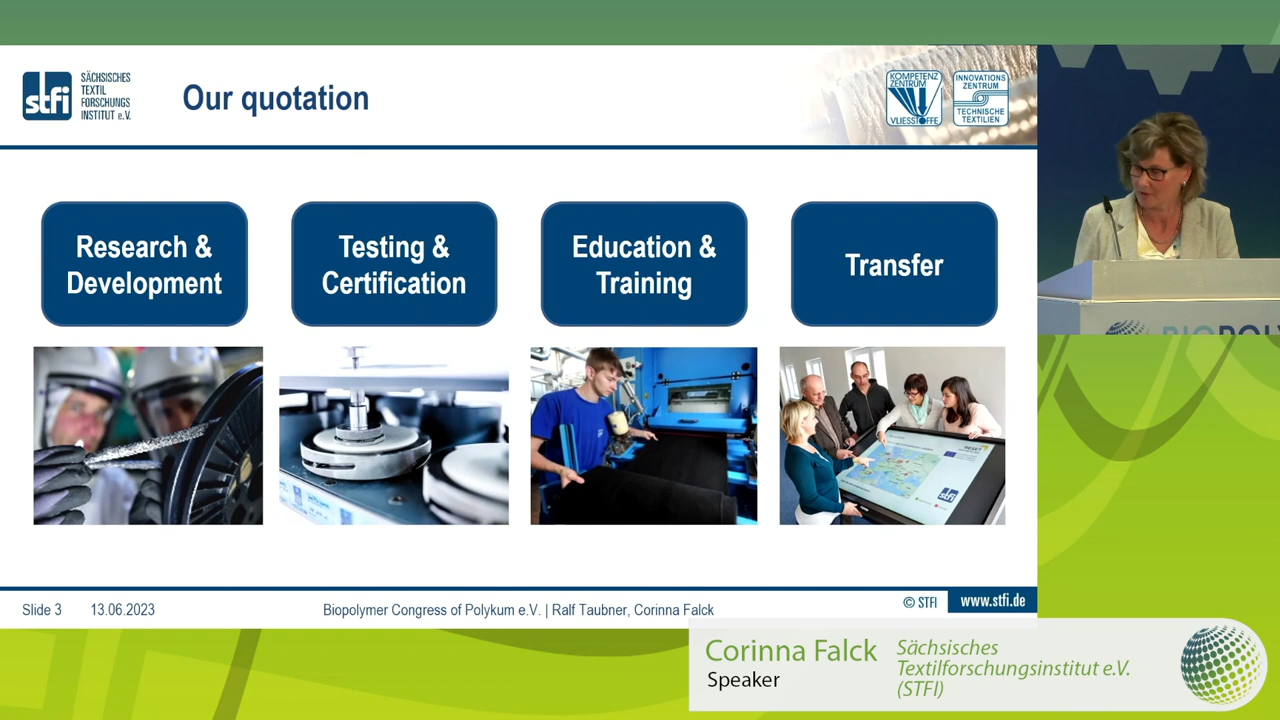 stfi
SÄCHSISCHES
TEXTIL
FORSCHUNGS
INSTITUT e.V.
Our quotation
KOMPETENZ
ZENTRUM
VLIESSTOFFE
INNOVATIONS
ZENTRUM
TECHNISCHE
TEXTILIEN
Research &
Development
Testing &
Certification
Education &
Training
Transfer
stfi
BIOPOLY
Slide 3
13.06.2023
Biopolymer Congress of Polykum e.V. | Ralf Taubner, Corinna Falck
© STFI
www.stfi.de
Corinna Falck
Speaker
Sächsisches
Textilforschungsinstitut e.V.
(STFI)